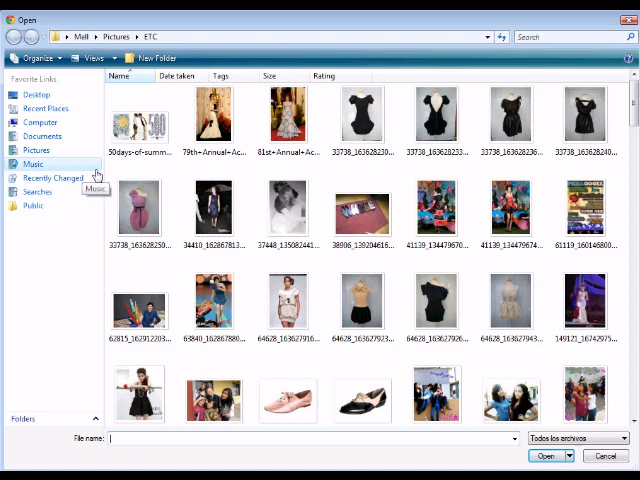 Open
Mell ▸ Pictures ▸ ETC
Search
Organize
Views
New Folder
Favorite Links
Desktop
Recent Places
Computer
Documents
Pictures
Music
Recently Changed
Searches
Public
Music
Folders
Name
Date taken
Tags
Size
Rating
50days-of-summ...
79th+Annual+Ac...
81st+Annual+Ac...
33738_163628230...
33738_163628233...
33738_163628236...
33738_163628240...
33738_163628250...
34410_162867813...
37448_135082441...
38906_139204616...
41139_134479670...
41139_134479674...
61119_160146800...
62815_162912203...
63840_162867880...
64628_163627916...
64628_163627923...
64628_163627926...
64628_163627943...
149121_16742975...
File name:
Todos los archivos
Open
Cancel